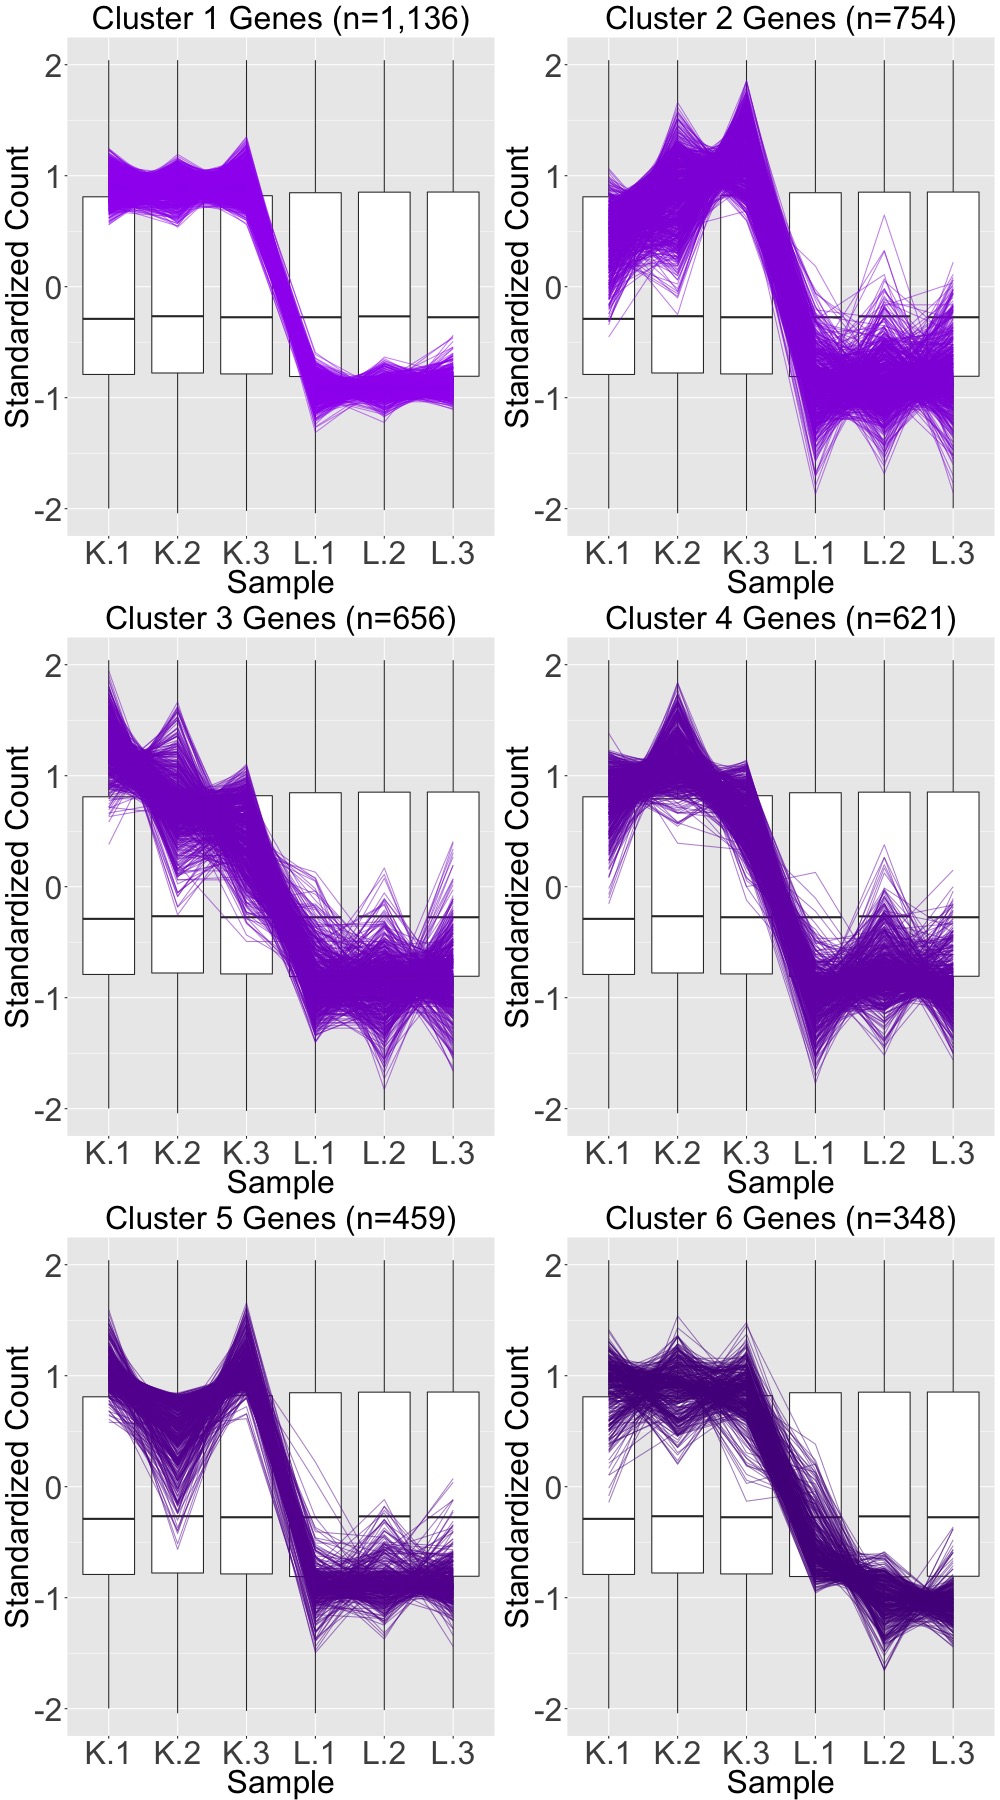 Cluster 1 Genes (n=1,136)
Standardized Count
2
1
0
-1
-2
K.1 K.2 K.3 L.1 L.2 L.3
Sample
Cluster 2 Genes (n=754)
Standardized Count
2
1
0
-1
-2
K.1 K.2 K.3 L.1 L.2 L.3
Sample
Cluster 3 Genes (n=656)
Standardized Count
2
1
0
-1
-2
K.1 K.2 K.3 L.1 L.2 L.3
Sample
Cluster 4 Genes (n=621)
Standardized Count
2
1
0
-1
-2
K.1 K.2 K.3 L.1 L.2 L.3
Sample
Cluster 5 Genes (n=459)
Standardized Count
2
1
0
-1
-2
K.1 K.2 K.3 L.1 L.2 L.3
Sample
Cluster 6 Genes (n=348)
Standardized Count
2
1
0
-1
-2
K.1 K.2 K.3 L.1 L.2 L.3
Sample